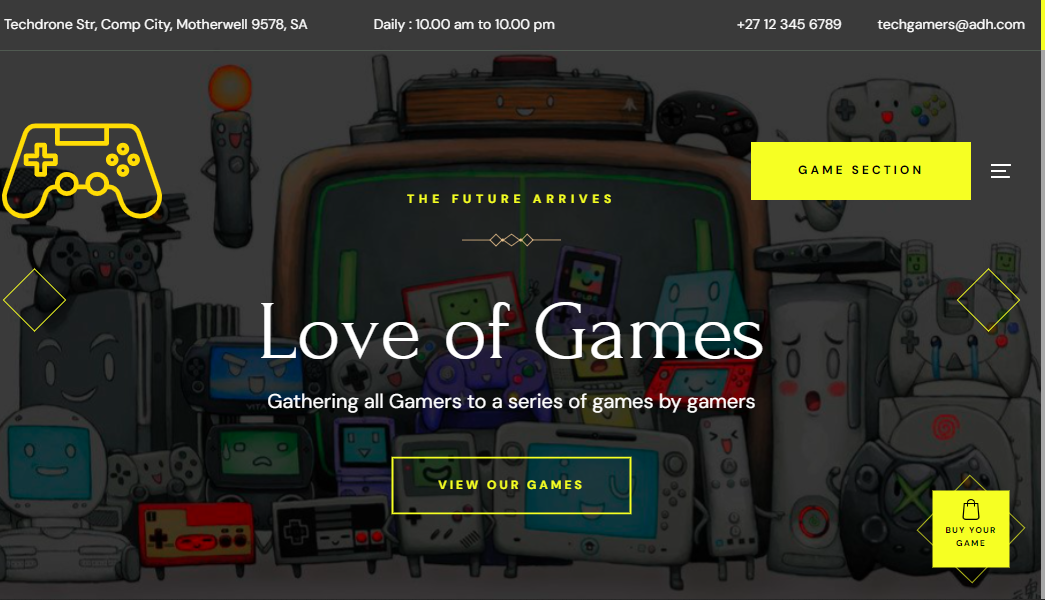 Techdrone Str, Comp City, Motherwell 9578, SA
Daily : 10.00 am to 10.00 pm
+27 12 345 6789
techgamers@adh.com
GAME SECTION
THE FUTURE ARRIVES
Love of Games
Gathering all Gamers to a series of games by gamers
VITA
VIEW OUR GAMES
BUY YOUR
GAME